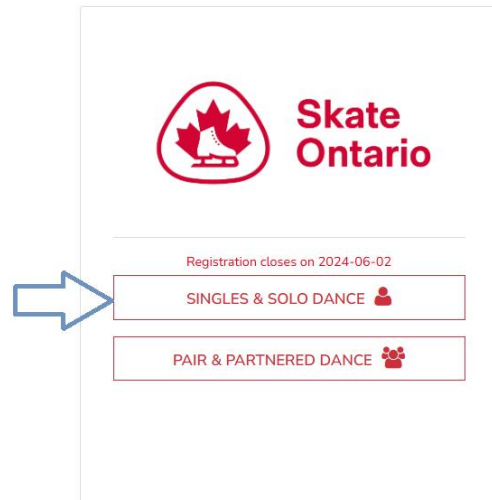 Skate
Ontario
Registration closes on 2024-06-02
SINGLES & SOLO DANCE
PAIR & PARTNERED DANCE